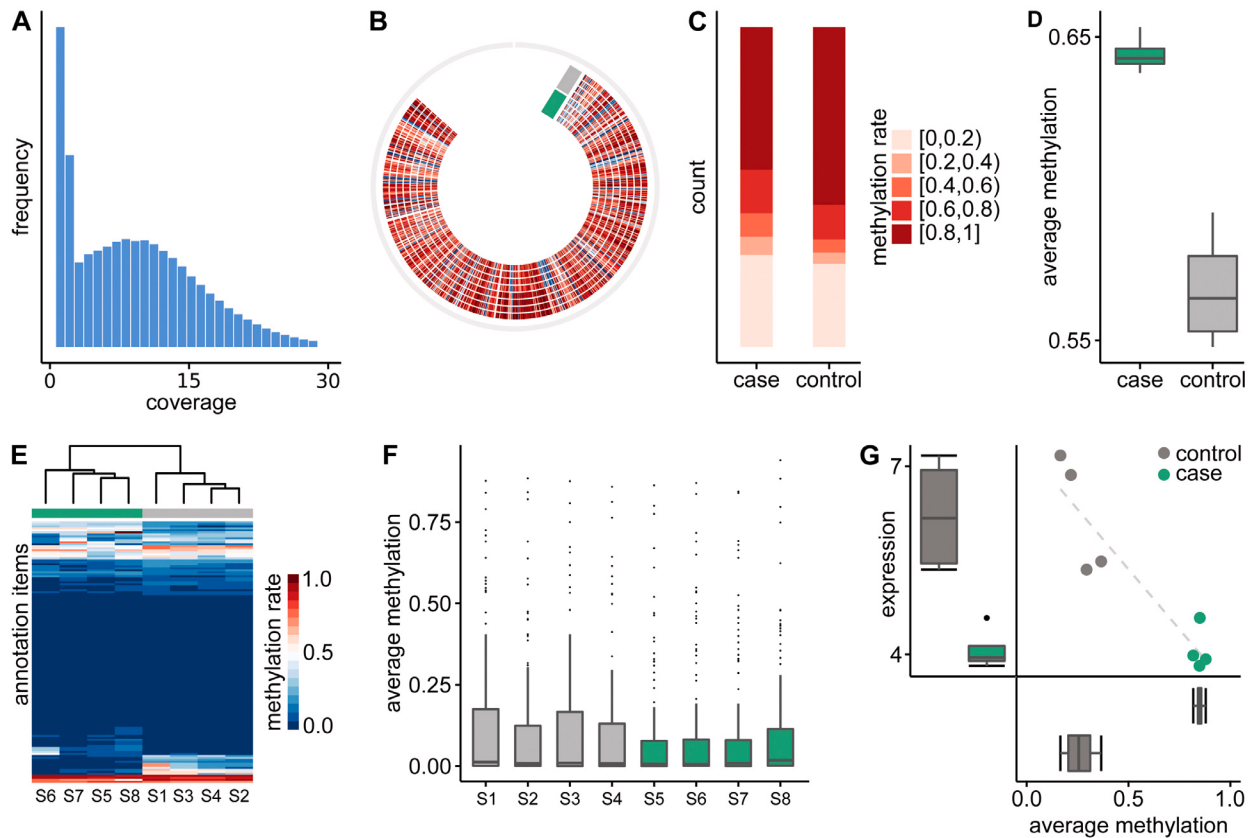 A
frequency
0
15
30
coverage
B
C
count
case
control
methylation rate
[0,0.2)
[0.2,0.4)
[0.4,0.6)
[0.6,0.8)
[0.8,1]
D
average methylation
0.65
0.55
case
control
E
annotation items
S6 S7 S5 S8 S1 S3 S4 S2
methylation rate
1.0
0.5
0.0
F
average methylation
0.75
0.50
0.25
0.00
S1 S2 S3 S4 S5 S6 S7 S8
G
expression
7
4
control
case
0.0 0.5 1.0
average methylation